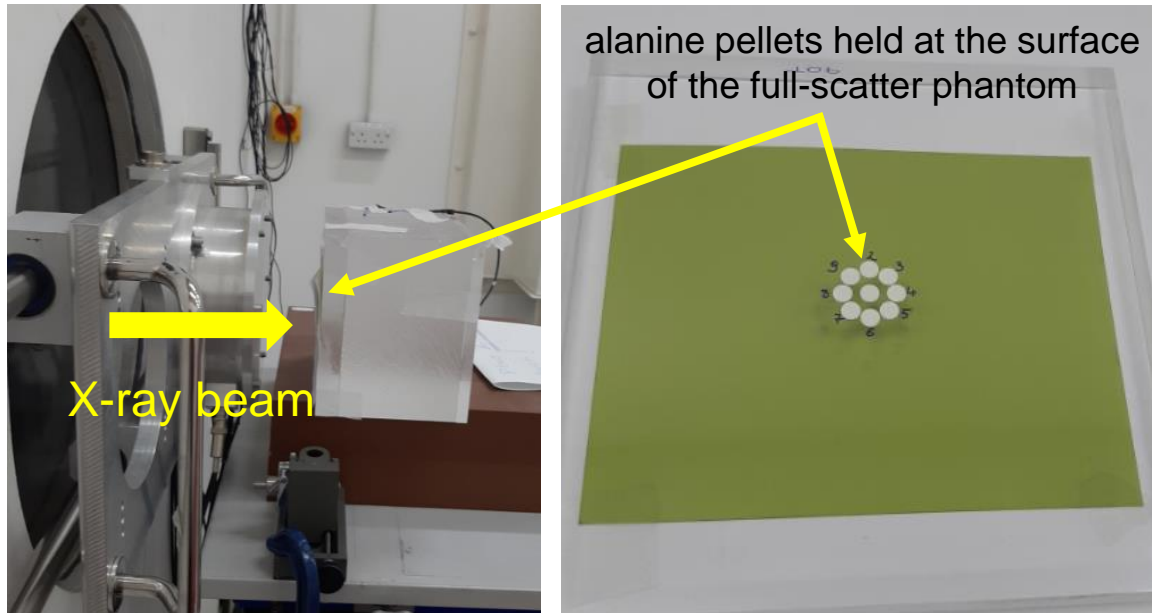 X-ray beam
alanine pellets held at the surface
of the full-scatter phantom
TOP
2
9 3
8 4
7 5
6